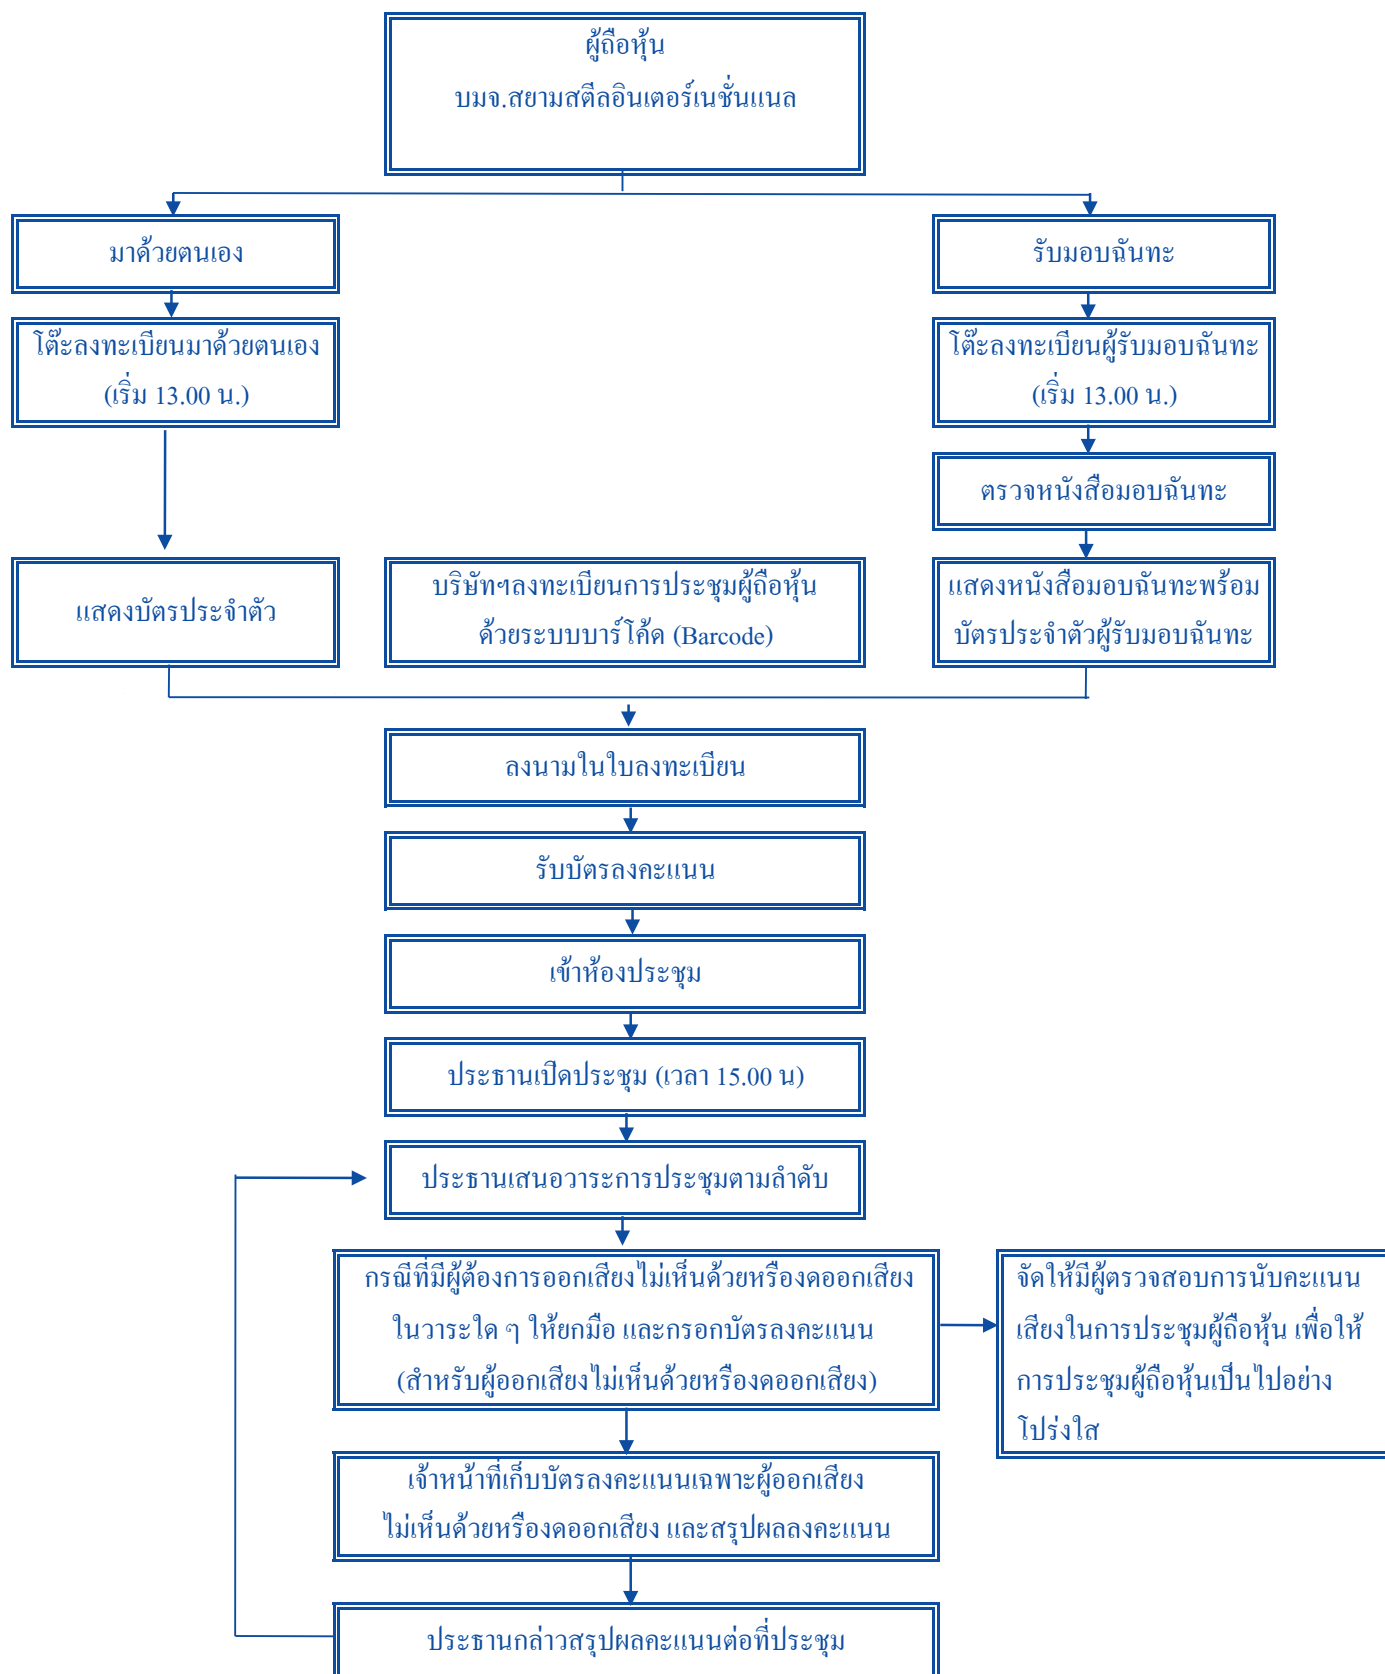 ผู้ถือหุ้น
บมจ.สยามสตีลอินเตอร์เนชั่นแนล
มาด้วยตนเอง
รับมอบฉันทะ
โต๊ะลงทะเบียนมาด้วยตนเอง
(เริ่ม 13.00 น.)
โต๊ะลงทะเบียนผู้รับมอบฉันทะ
(เริ่ม 13.00 น.)
ตรวจหนังสือมอบฉันทะ
แสดงบัตรประจำตัว
บริษัทฯลงทะเบียนการประชุมผู้ถือหุ้น
ด้วยระบบบาร์โค้ด (Barcode)
แสดงหนังสือมอบฉันทะพร้อม
บัตรประจำตัวผู้รับมอบฉันทะ
ลงนามในใบลงทะเบียน
รับบัตรลงคะแนน
เข้าห้องประชุม
ประธานเปิดประชุม (เวลา 15.00 น)
ประธานเสนอวาระการประชุมตามลำดับ
กรณีที่มีผู้ต้องการออกเสียงไม่เห็นด้วยหรืองดออกเสียง
ในวาระใด ๆ ให้ยกมือ และกรอกบัตรลงคะแนน
(สำหรับผู้ออกเสียงไม่เห็นด้วยหรืองดออกเสียง)
จัดให้มีผู้ตรวจสอบการนับคะแนน
เสียงในการประชุมผู้ถือหุ้น เพื่อให้
การประชุมผู้ถือหุ้นเป็นไปอย่าง
โปร่งใส
เจ้าหน้าที่เก็บบัตรลงคะแนนเฉพาะผู้ออกเสียง
ไม่เห็นด้วยหรืองดออกเสียง และสรุปผลลงคะแนน
ประธานกล่าวสรุปผลคะแนนต่อที่ประชุม